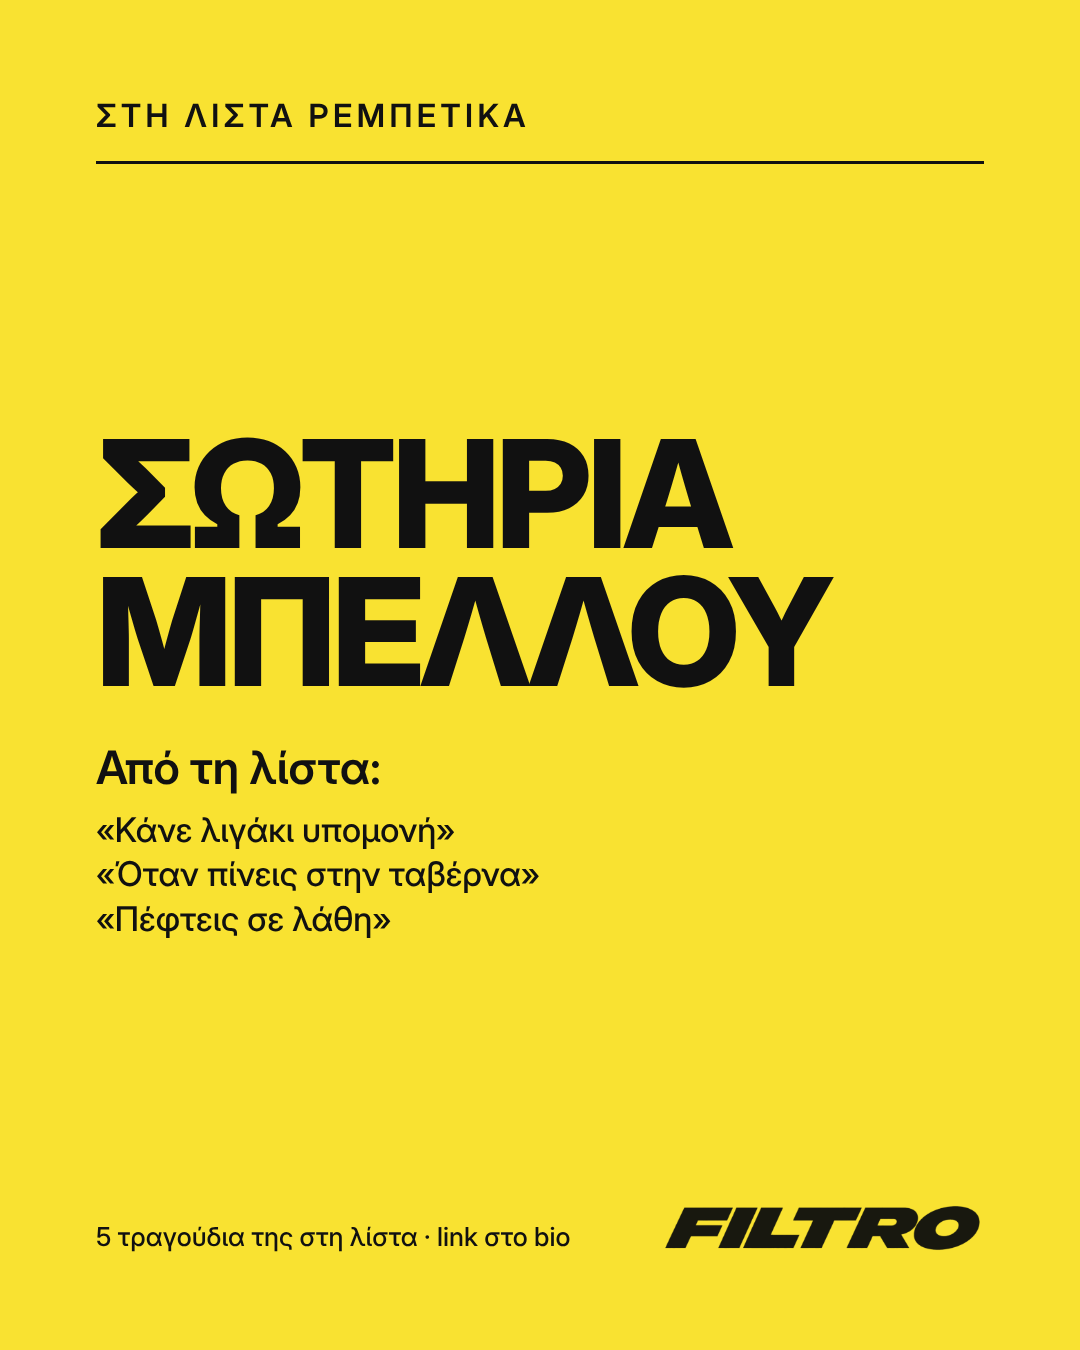 ΣΤΗ ΛΙΣΤΑ ΡΕΜΠΕΤΙΚΑ
ΣΩΤΗΡΙΑ
ΜΠΕΛΛΟΥ
Από τη λίστα:
«Κάνε λιγάκι υπομονή»
«Όταν πίνεις στην ταβέρνα»
«Πέφτεις σε λάθη»
5 τραγούδια της στη λίστα · link στο bio
FILTRO